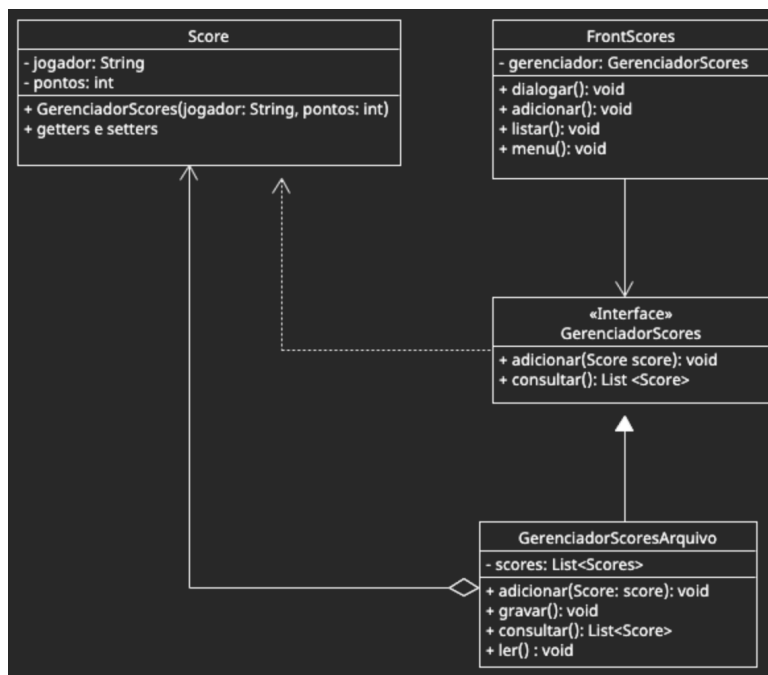 Score
- jogador: String
- pontos: int
+ GerenciadorScores(jogador: String, pontos: int)
+ getters e setters
FrontScores
- gerenciador: GerenciadorScores
+ dialogar(): void
+ adicionar(): void
+ listar(): void
+ menu(): void
«Interface»
GerenciadorScores
+ adicionar(Score score): void
+ consultar(): List <Score>
GerenciadorScoresArquivo
- scores: List<Scores>
+ adicionar(Score: score): void
+ gravar(): void
+ consultar(): List<Score>
+ ler() : void